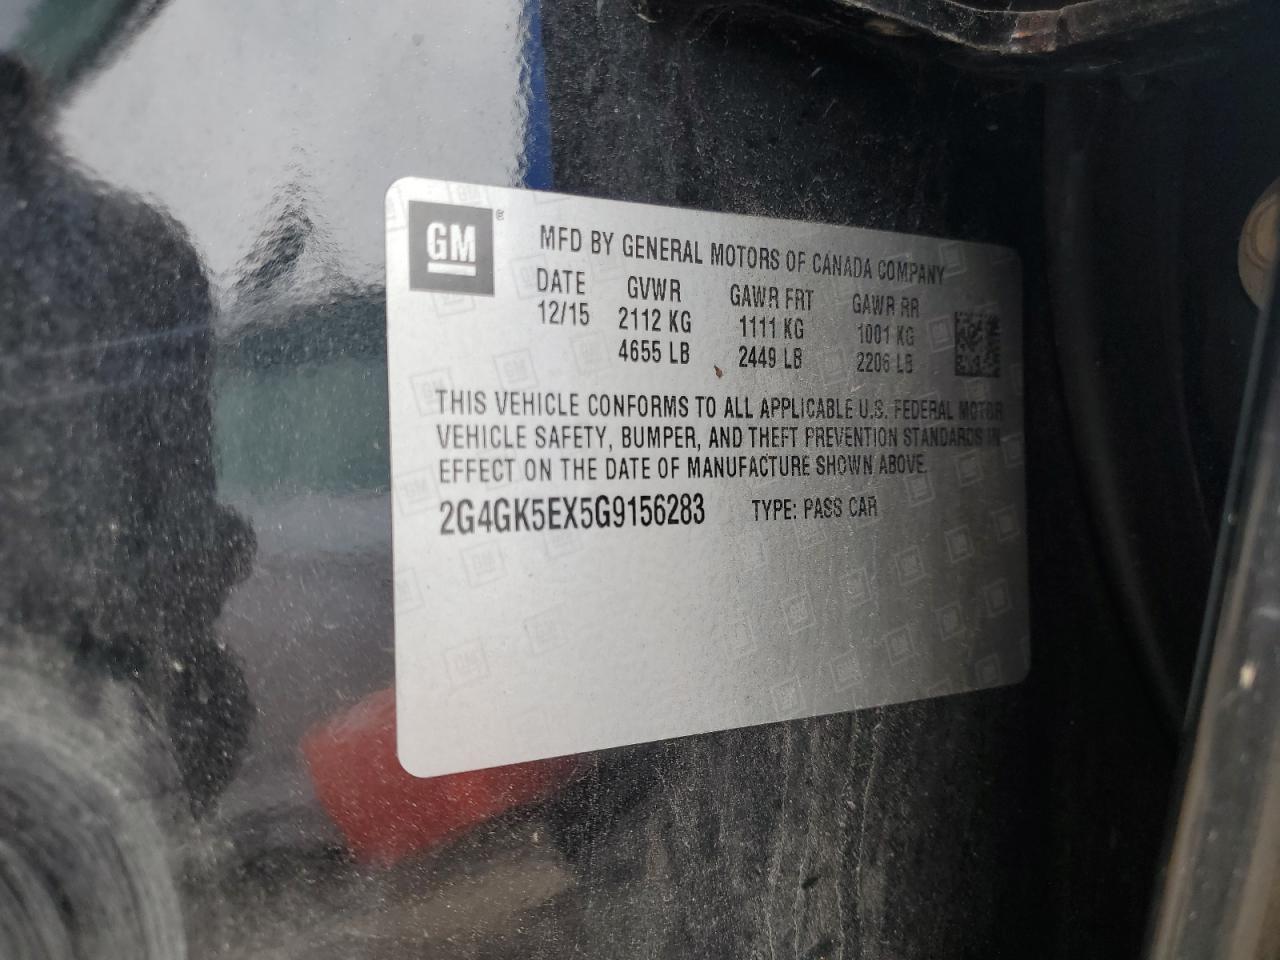 GM®
MFD BY GENERAL MOTORS OF CANADA COMPANY
DATE GVWR GAWR FRT GAWR RR
12/15 2112 KG 1111 KG 1001 KG
4655 LB 2449 LB 2206 LB
THIS VEHICLE CONFORMS TO ALL APPLICABLE U.S. FEDERAL MOTOR
VEHICLE SAFETY, BUMPER, AND THEFT PREVENTION STANDARDS IN
EFFECT ON THE DATE OF MANUFACTURE SHOWN ABOVE.
2G4GK5EX5G9156283 TYPE: PASS CAR